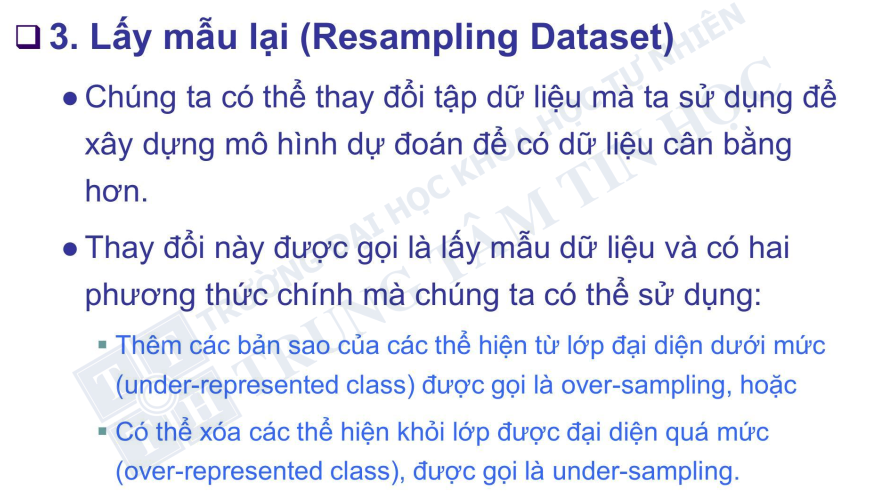 ❑ 3. Lấy mẫu lại (Resampling Dataset)
● Chúng ta có thể thay đổi tập dữ liệu mà ta sử dụng để
xây dựng mô hình dự đoán để có dữ liệu cân bằng
hơn.
● Thay đổi này được gọi là lấy mẫu dữ liệu và có hai
phương thức chính mà chúng ta có thể sử dụng:
▪ Thêm các bản sao của các thể hiện từ lớp đại diện dưới mức
(under-represented class) được gọi là over-sampling, hoặc
▪ Có thể xóa các thể hiện khỏi lớp được đại diện quá mức
(over-represented class), được gọi là under-sampling.
TRƯỜNG ĐẠI HỌC KHOA HỌC TỰ NHIÊN
TRUNG TÂM TIN HỌC